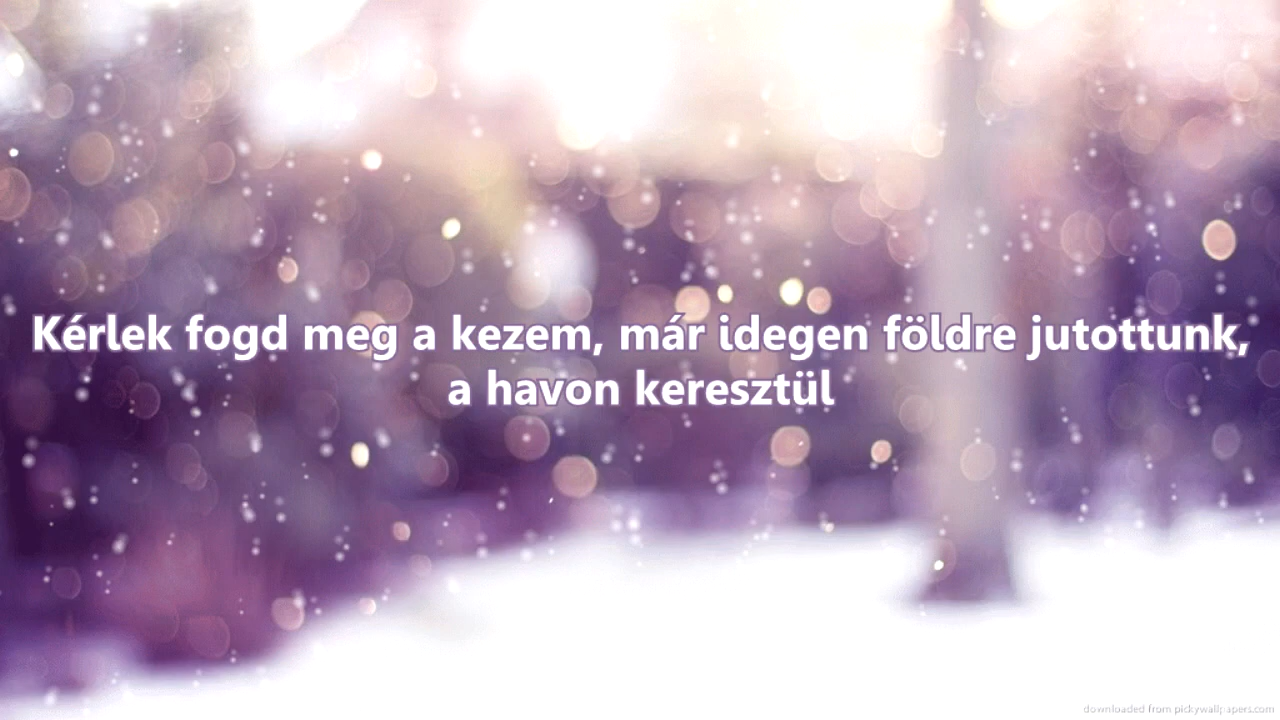 Kérlek fogd meg a kezem, már idegen földre jutottunk,
a havon keresztül
downloaded from pickywallpapers.com